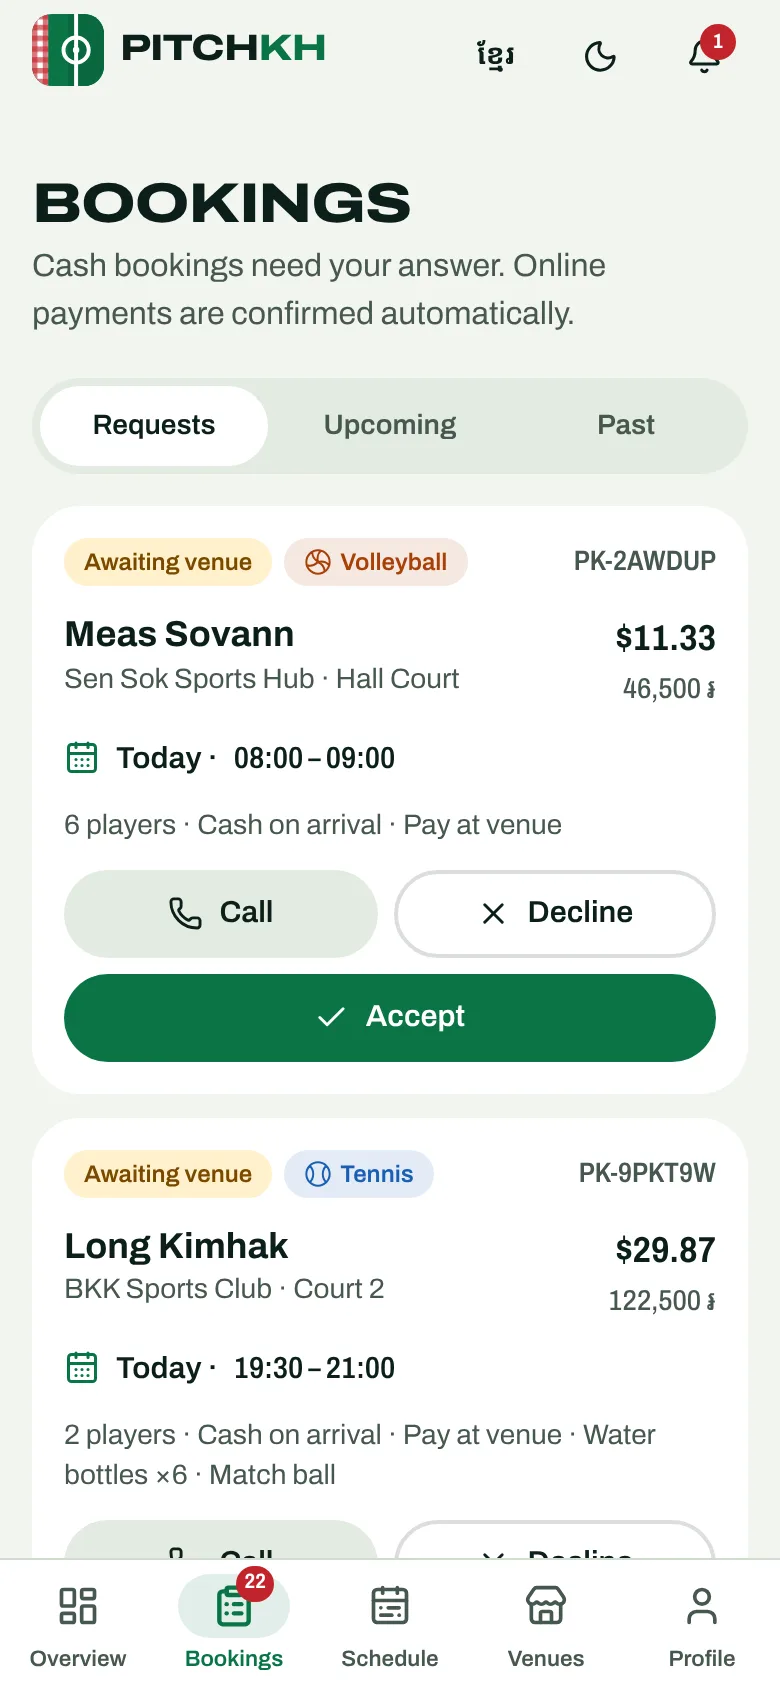 PITCHKH
ខ្មែរ
1
BOOKINGS
Cash bookings need your answer. Online
payments are confirmed automatically.
Requests
Upcoming
Past
Awaiting venue
Volleyball
PK-2AWDUP
Meas Sovann
$11.33
Sen Sok Sports Hub · Hall Court
46,500 ៛
Today · 08:00 – 09:00
6 players · Cash on arrival · Pay at venue
Call
Decline
Accept
Awaiting venue
Tennis
PK-9PKT9W
Long Kimhak
$29.87
BKK Sports Club · Court 2
122,500 ៛
Today · 19:30 – 21:00
2 players · Cash on arrival · Pay at venue · Water
bottles ×6 · Match ball
Call
Decline
22
Overview
Bookings
Schedule
Venues
Profile